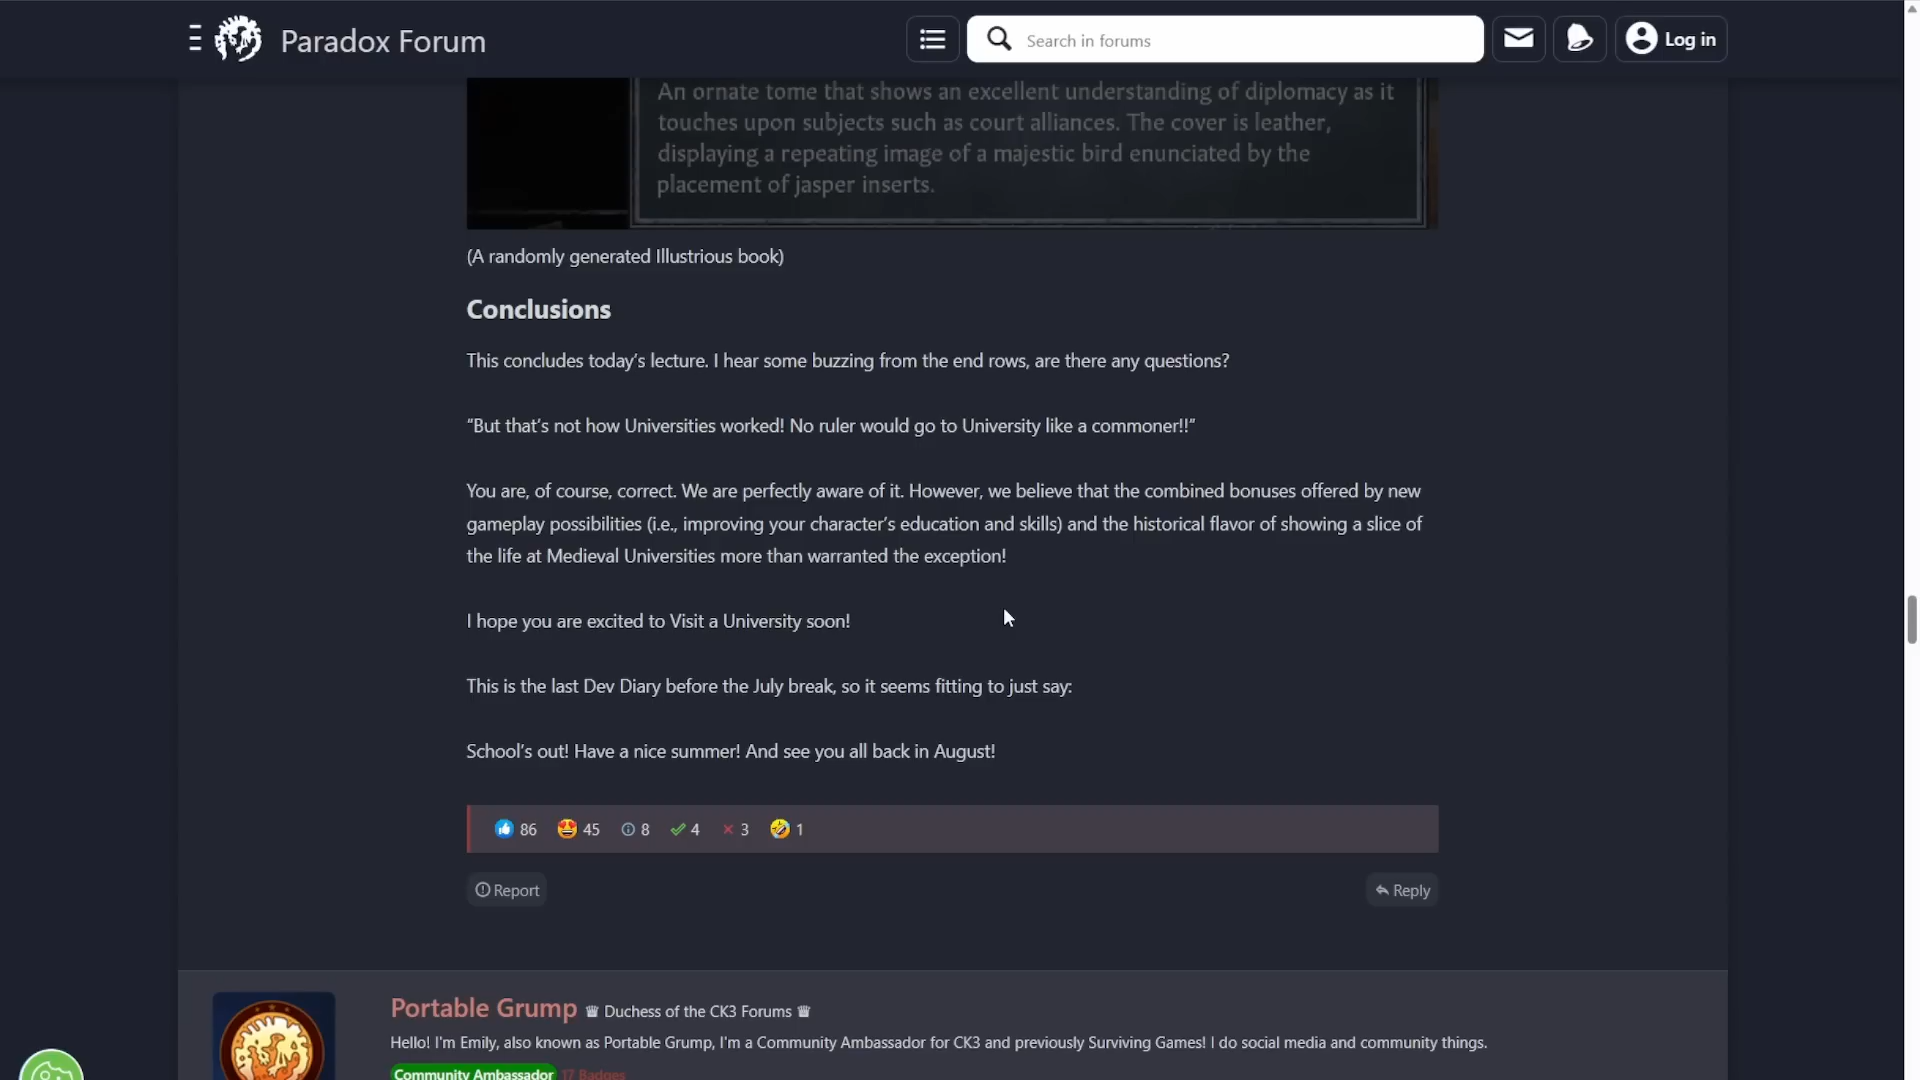 Paradox Forum
Search in forums
Log in
An ornate tome that shows an excellent understanding of diplomacy as it
touches upon subjects such as court alliances. The cover is leather,
displaying a repeating image of a majestic bird enunciated by the
placement of jasper inserts.
(A randomly generated Illustrious book)
Conclusions
This concludes today's lecture. I hear some buzzing from the end rows, are there any questions?
“But that's not how Universities worked! No ruler would go to University like a commoner!!”
You are, of course, correct. We are perfectly aware of it. However, we believe that the combined bonuses offered by new
gameplay possibilities (i.e., improving your character's education and skills) and the historical flavor of showing a slice of
the life at Medieval Universities more than warranted the exception!
I hope you are excited to Visit a University soon!
This is the last Dev Diary before the July break, so it seems fitting to just say:
School's out! Have a nice summer! And see you all back in August!
86 45 8 4 3 1
Report
Reply
Portable Grump ♛ Duchess of the CK3 Forums ♛
Hello! I'm Emily, also known as Portable Grump, I'm a Community Ambassador for CK3 and previously Surviving Games! I do social media and community things.
Community Ambassador 17 Badges